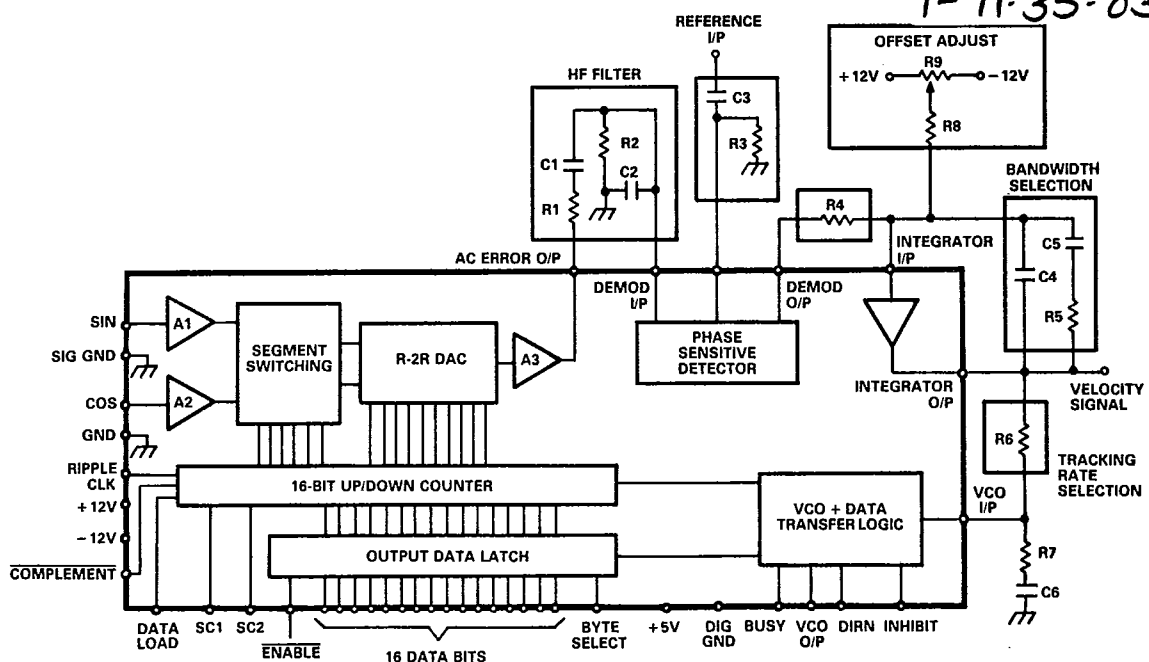 1-11-35-03
REFERENCE
I/P
OFFSET ADJUST
R9
+12V
-12V
R8
HF FILTER
C1
R2
C2
R1
C3
R3
BANDWIDTH
SELECTION
R4
C5
C4
R5
AC ERROR O/P
DEMOD
I/P
DEMOD
O/P
INTEGRATOR
I/P
SIN
A1
SIG GND
COS
A2
GND
SEGMENT
SWITCHING
R-2R DAC
A3
PHASE
SENSITIVE
DETECTOR
INTEGRATOR
O/P
VELOCITY
SIGNAL
R6
TRACKING
RATE
SELECTION
RIPPLE
CLK
+12V
-12V
COMPLEMENT
16-BIT UP/DOWN COUNTER
OUTPUT DATA LATCH
VCO + DATA
TRANSFER LOGIC
VCO
I/P
R7
C6
DATA
LOAD
SC1
SC2
ENABLE
16 DATA BITS
BYTE
SELECT
+5V
DIG
GND
BUSY
VCO
O/P
DIRN
INHIBIT